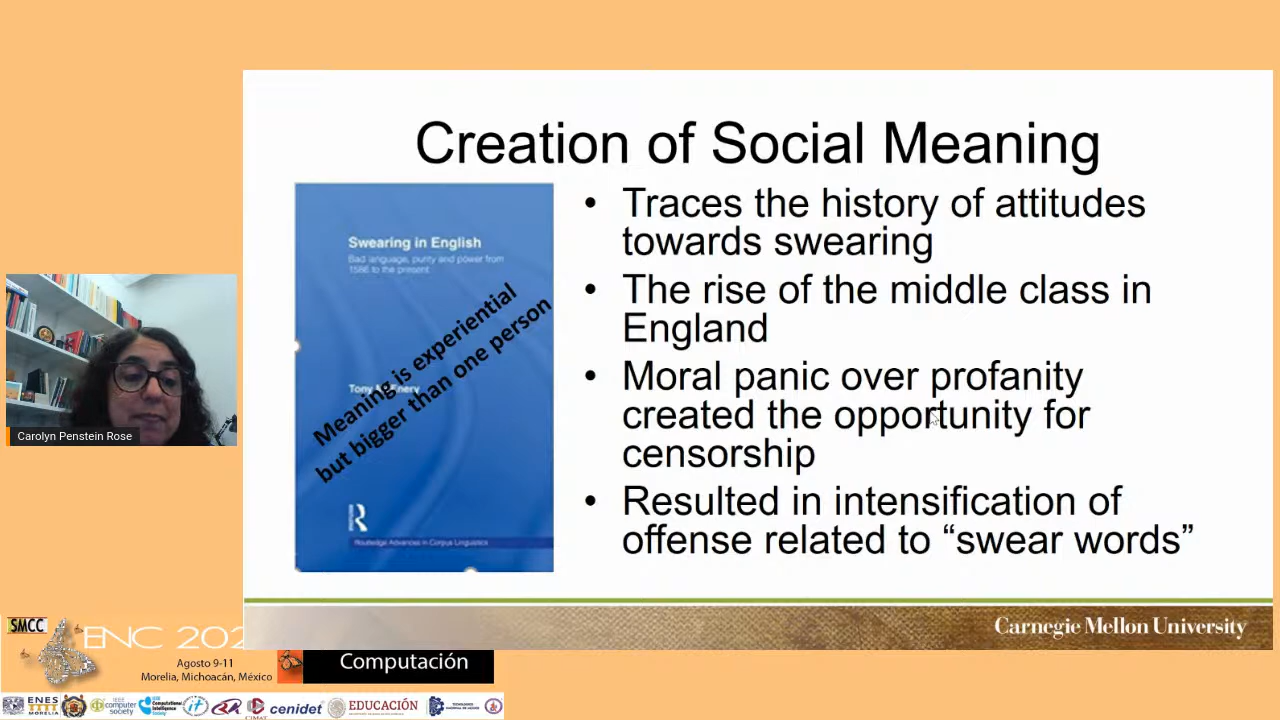 Creation of Social Meaning
Swearing in English
Bad language, purity and power from
1586 to the present
Meaning is experiential
but bigger than one person
Tony
Routledge Advances in Corpus Linguistics
• Traces the history of attitudes
towards swearing
• The rise of the middle class in
England
• Moral panic over profanity
created the opportunity for
censorship
• Resulted in intensification of
offense related to “swear words”
Carnegie Mellon University
Carolyn Penstein Rose
SMCC
ENC 202
Agosto 9-11
Morelia, Michoacán, México
Computación
ENES
MORELIA
computer
society
cenidet
EDUCACIÓN